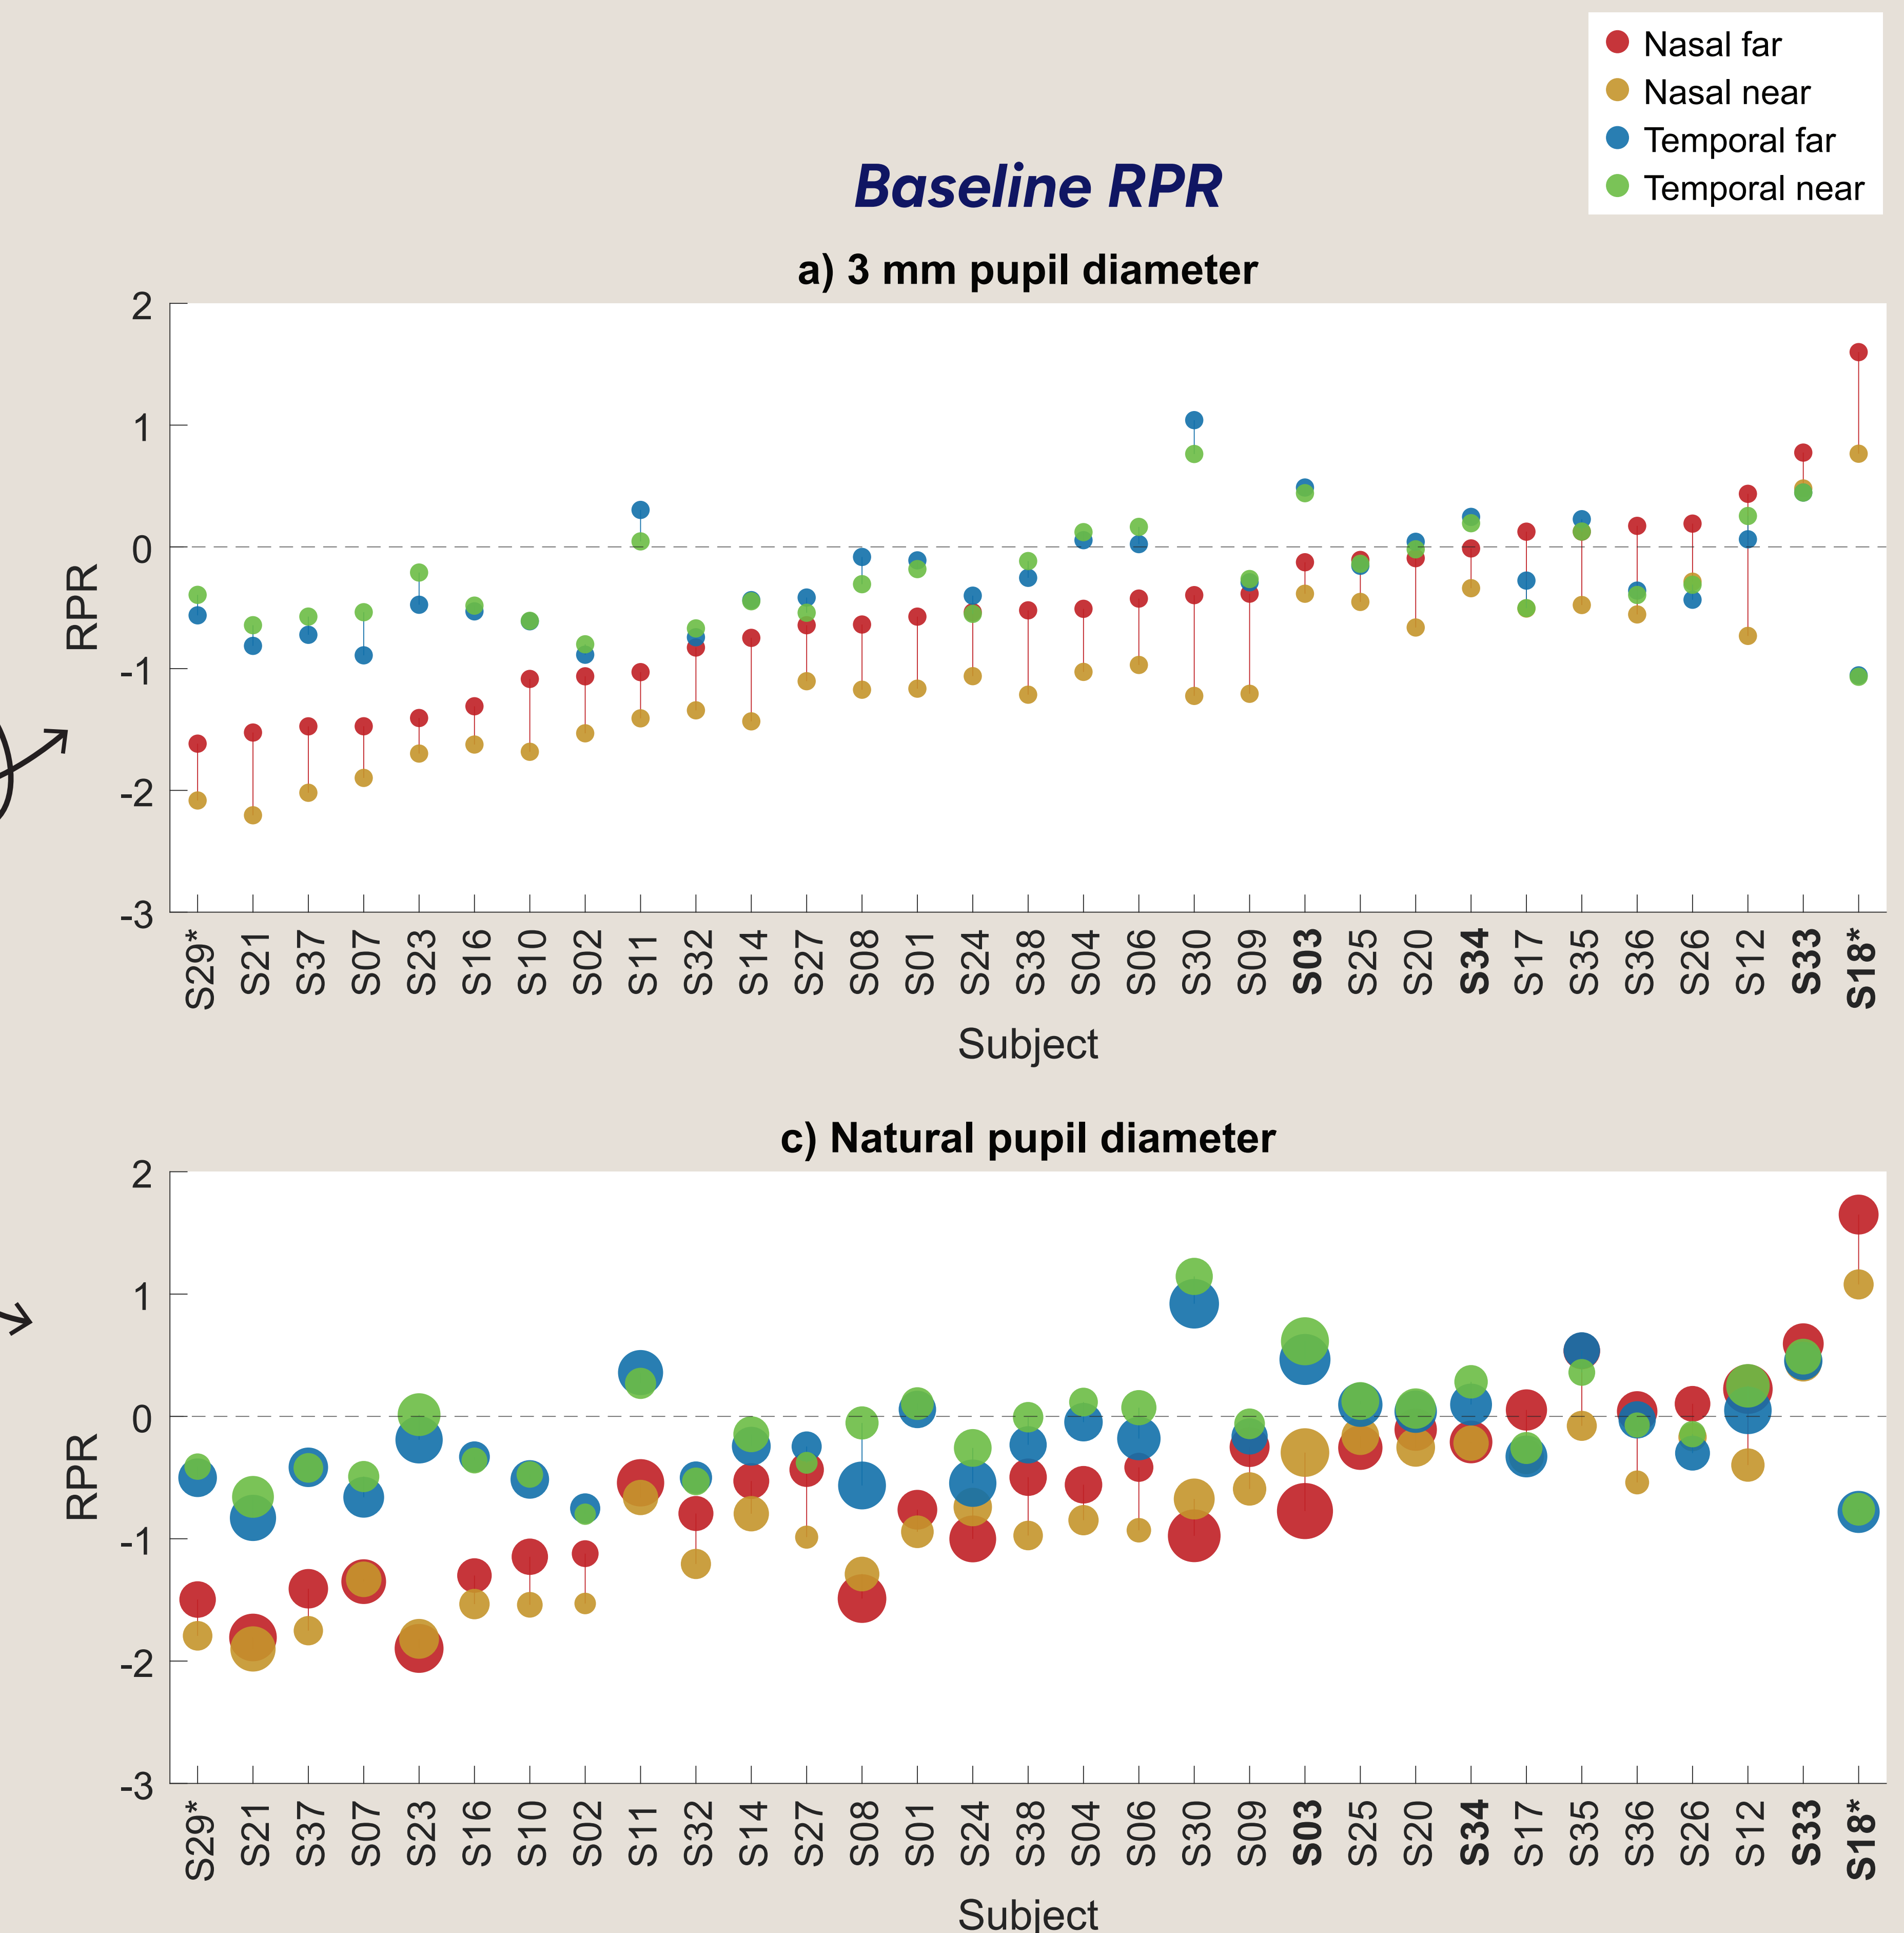 Nasal far
Nasal near
Temporal far
Temporal near
Baseline RPR
a) 3 mm pupil diameter
2
1
0
-1
-2
-3
RPR
S29* S21 S37 S07 S23 S16 S10 S02 S11 S32 S14 S27 S08 S01 S24 S38 S04 S06 S30 S09 S03 S25 S20 S34 S17 S35 S36 S26 S12 S33 S18*
Subject
c) Natural pupil diameter
2
1
0
-1
-2
-3
RPR
S29* S21 S37 S07 S23 S16 S10 S02 S11 S32 S14 S27 S08 S01 S24 S38 S04 S06 S30 S09 S03 S25 S20 S34 S17 S35 S36 S26 S12 S33 S18*
Subject